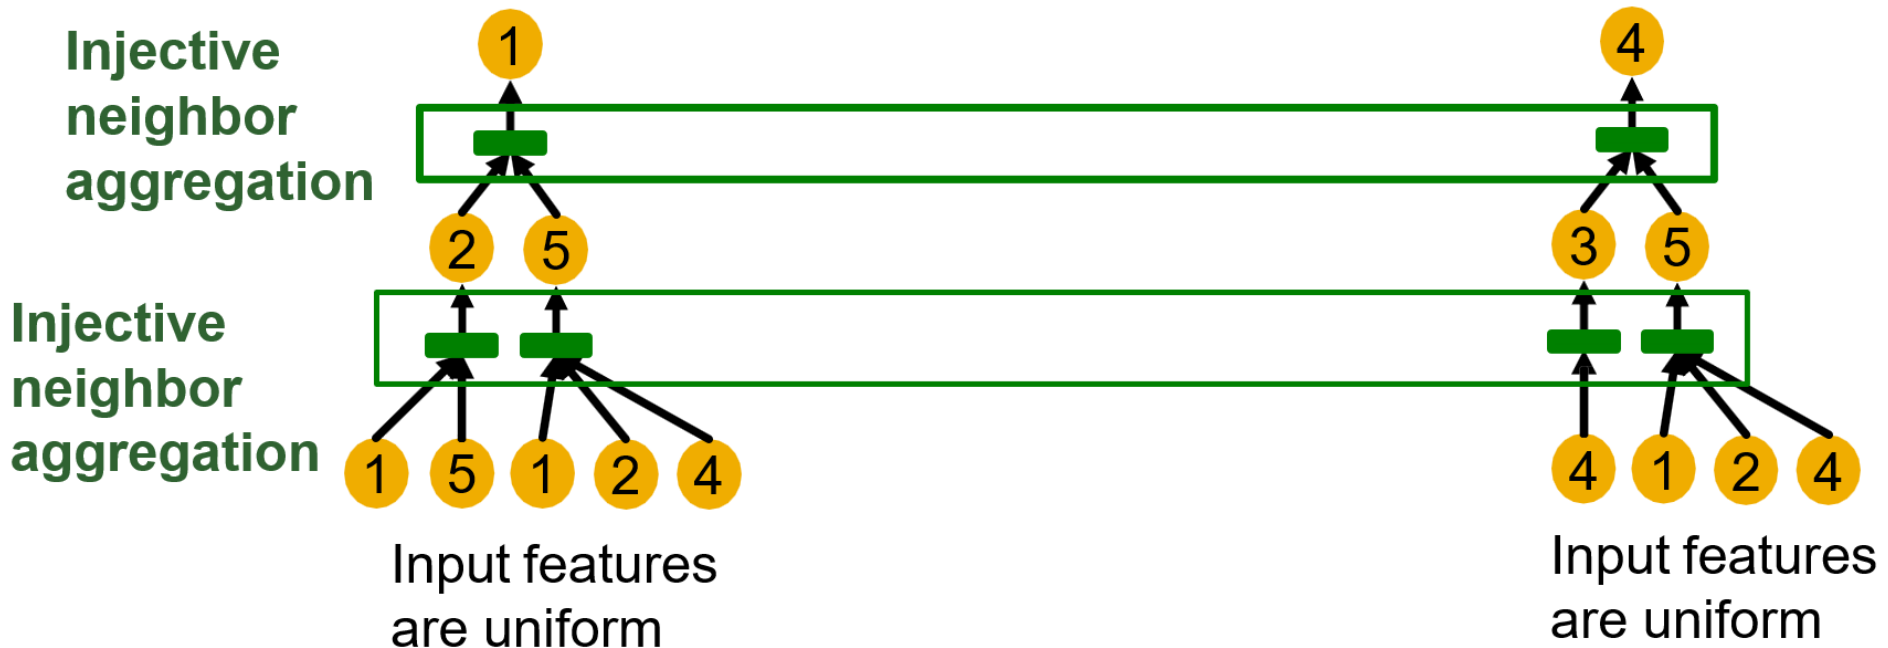 Injective
neighbor
aggregation
1
4
2 5
3 5
Injective
neighbor
aggregation
1 5 1 2 4
4 1 2 4
Input features
are uniform
Input features
are uniform